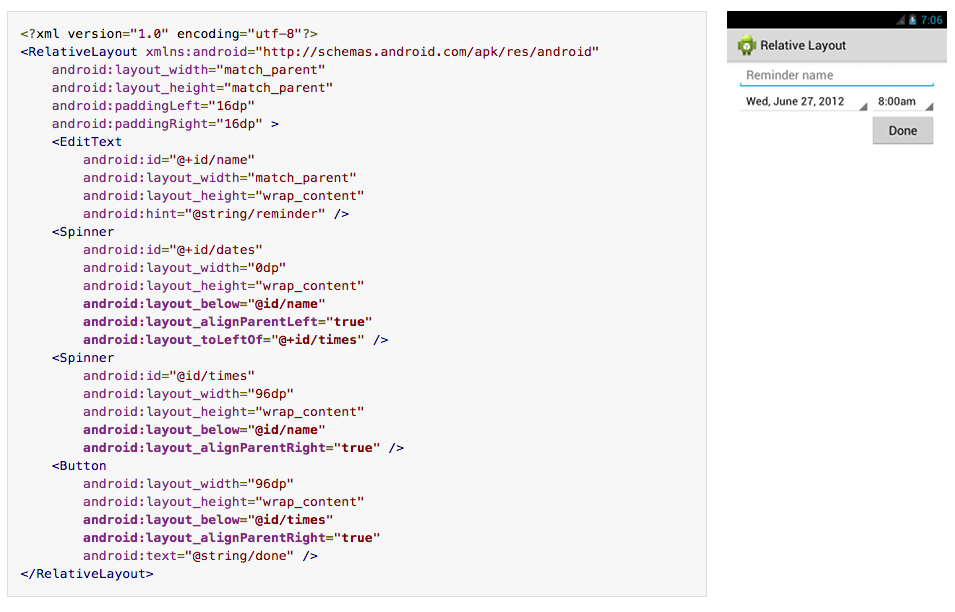 <?xml version="1.0" encoding="utf-8"?>
<RelativeLayout xmlns:android="http://schemas.android.com/apk/res/android"
    android:layout_width="match_parent"
    android:layout_height="match_parent"
    android:paddingLeft="16dp"
    android:paddingRight="16dp" >
    <EditText
        android:id="@+id/name"
        android:layout_width="match_parent"
        android:layout_height="wrap_content"
        android:hint="@string/reminder" />
    <Spinner
        android:id="@+id/dates"
        android:layout_width="0dp"
        android:layout_height="wrap_content"
        android:layout_below="@id/name"
        android:layout_alignParentLeft="true"
        android:layout_toLeftOf="@+id/times" />
    <Spinner
        android:id="@id/times"
        android:layout_width="96dp"
        android:layout_height="wrap_content"
        android:layout_below="@id/name"
        android:layout_alignParentRight="true" />
    <Button
        android:layout_width="96dp"
        android:layout_height="wrap_content"
        android:layout_below="@id/times"
        android:layout_alignParentRight="true"
        android:text="@string/done" />
</RelativeLayout>
7:06
Relative Layout
Reminder name
Wed, June 27, 2012 8:00am
Done